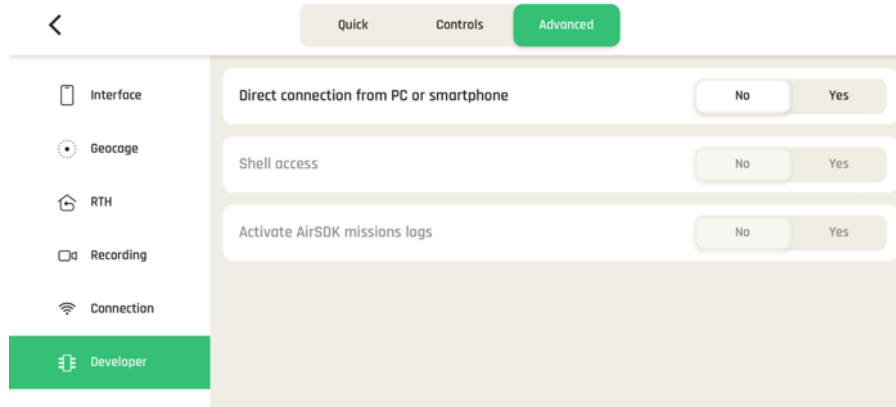 Quick Controls Advanced
Interface
Geocage
RTH
Recording
Connection
Developer
Direct connection from PC or smartphone No Yes
Shell access No Yes
Activate AirSDK missions logs No Yes